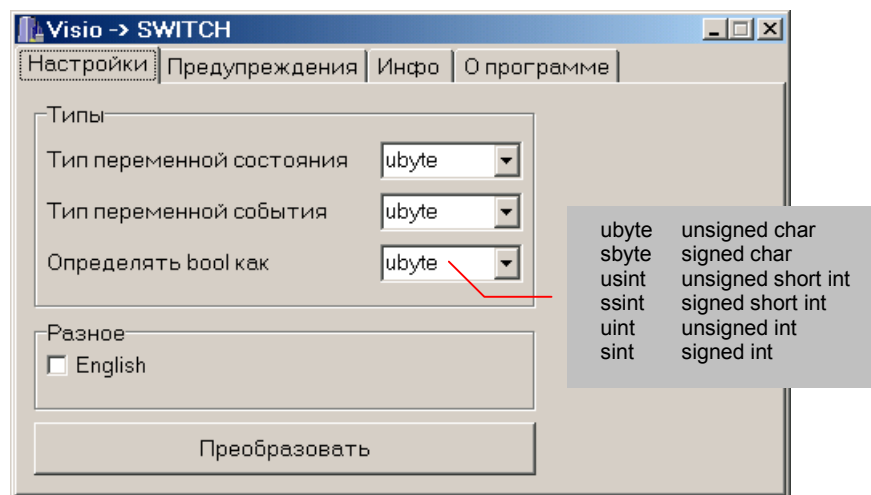 Visio -> SWITCH
Настройки Предупреждения Инфо О программе
Типы
Тип переменной состояния ubyte
Тип переменной события ubyte
Определять bool как ubyte
ubyte unsigned char
sbyte signed char
usint unsigned short int
ssint signed short int
uint unsigned int
sint signed int
Разное
English
Преобразовать